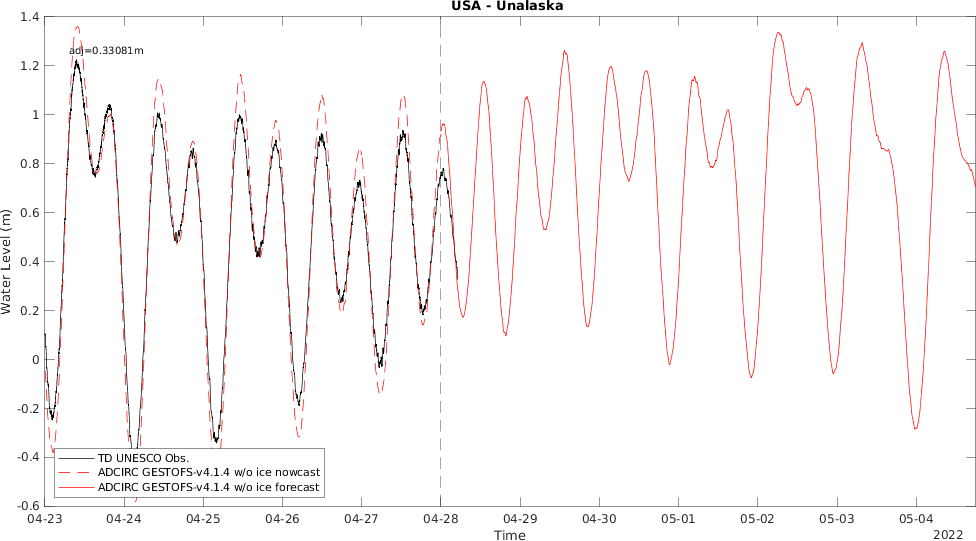 USA - Unalaska
adj=0.33081m
Water Level (m)
1.4
1.2
1
0.8
0.6
0.4
0.2
0
-0.2
-0.4
-0.6
TD UNESCO Obs.
ADCIRC GESTOFS-v4.1.4 w/o ice nowcast
ADCIRC GESTOFS-v4.1.4 w/o ice forecast
04-23 04-24 04-25 04-26 04-27 04-28 04-29 04-30 05-01 05-02 05-03 05-04
Time
2022